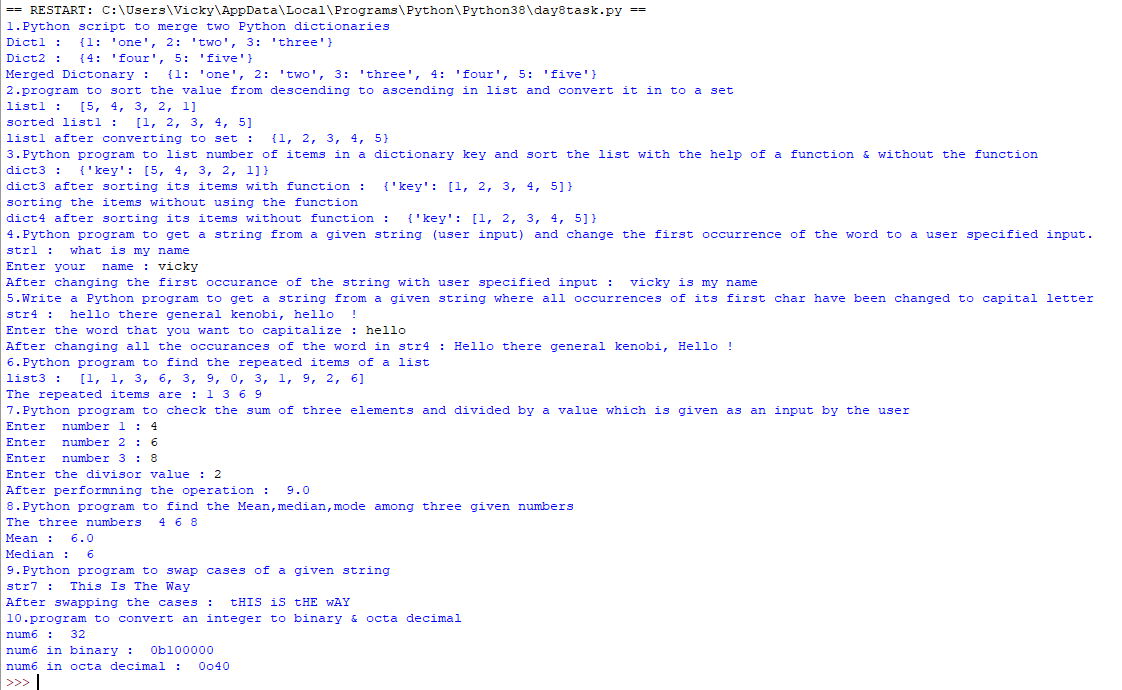 == RESTART: C:\Users\Vicky\AppData\Local\Programs\Python\Python38\day8task.py ==
1.Python script to merge two Python dictionaries
Dict1 :  {1: 'one', 2: 'two', 3: 'three'}
Dict2 :  {4: 'four', 5: 'five'}
Merged Dictonary :  {1: 'one', 2: 'two', 3: 'three', 4: 'four', 5: 'five'}
2.program to sort the value from descending to ascending in list and convert it in to a set
list1 :  [5, 4, 3, 2, 1]
sorted list1 :  [1, 2, 3, 4, 5]
list1 after converting to set :  {1, 2, 3, 4, 5}
3.Python program to list number of items in a dictionary key and sort the list with the help of a function & without the function
dict3 :  {'key': [5, 4, 3, 2, 1]}
dict3 after sorting its items with function :  {'key': [1, 2, 3, 4, 5]}
sorting the items without using the function
dict4 after sorting its items without function :  {'key': [1, 2, 3, 4, 5]}
4.Python program to get a string from a given string (user input) and change the first occurrence of the word to a user specified input.
str1 :  what is my name
Enter your  name : vicky
After changing the first occurance of the string with user specified input :  vicky is my name
5.Write a Python program to get a string from a given string where all occurrences of its first char have been changed to capital letter
str4 :  hello there general kenobi, hello  !
Enter the word that you want to capitalize : hello
After changing all the occurances of the word in str4 : Hello there general kenobi, Hello !
6.Python program to find the repeated items of a list
list3 :  [1, 1, 3, 6, 3, 9, 0, 3, 1, 9, 2, 6]
The repeated items are : 1 3 6 9
7.Python program to check the sum of three elements and divided by a value which is given as an input by the user
Enter  number 1 : 4
Enter  number 2 : 6
Enter  number 3 : 8
Enter the divisor value : 2
After performning the operation :  9.0
8.Python program to find the Mean,median,mode among three given numbers
The three numbers  4 6 8
Mean :  6.0
Median :  6
9.Python program to swap cases of a given string
str7 :  This Is The Way
After swapping the cases :  tHIS iS tHE wAY
10.program to convert an integer to binary & octa decimal
num6 :  32
num6 in binary :  0b100000
num6 in octa decimal :  0o40
>>>